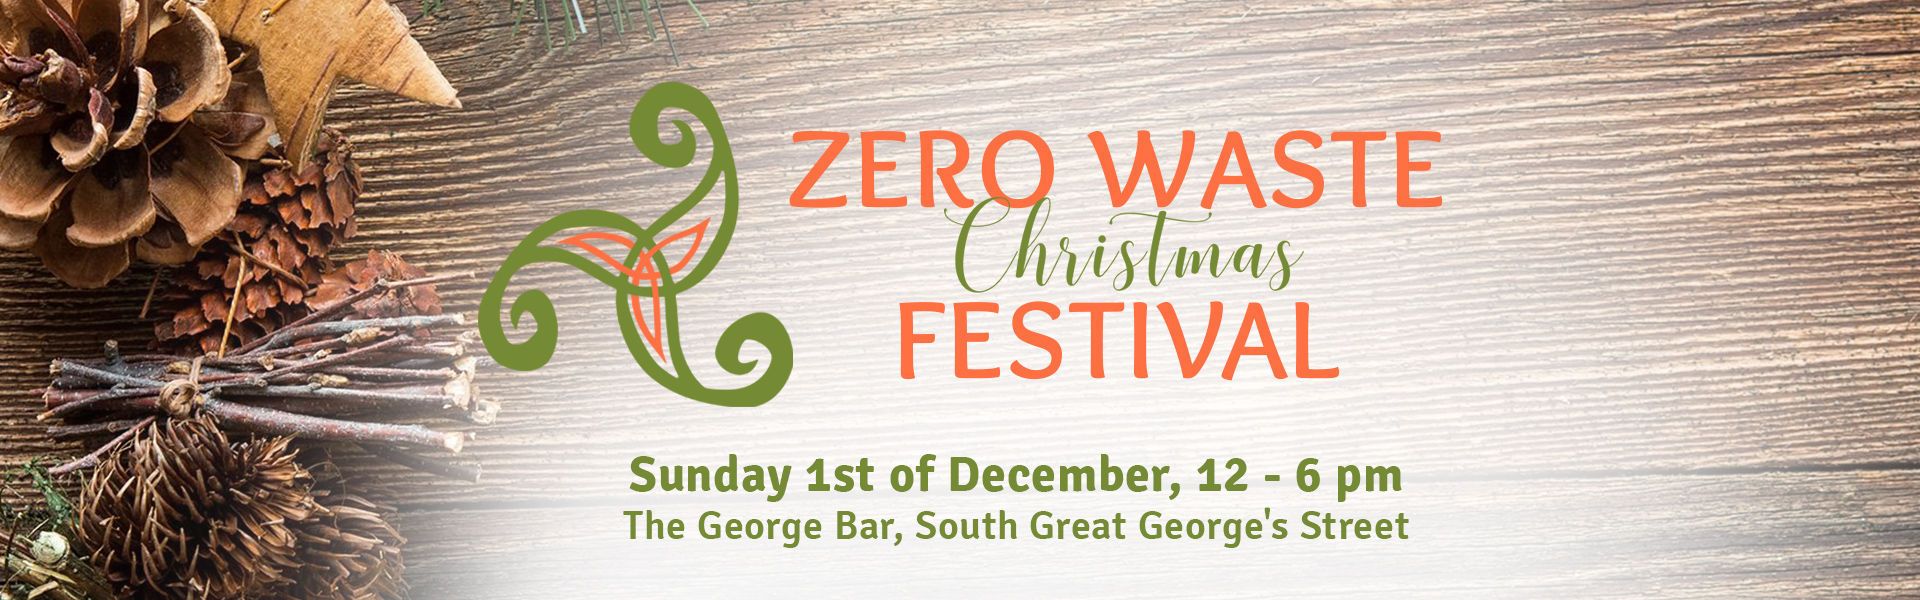 ZERO WASTE
Christmas
FESTIVAL
Sunday 1st of December, 12 - 6 pm
The George Bar, South Great George's Street